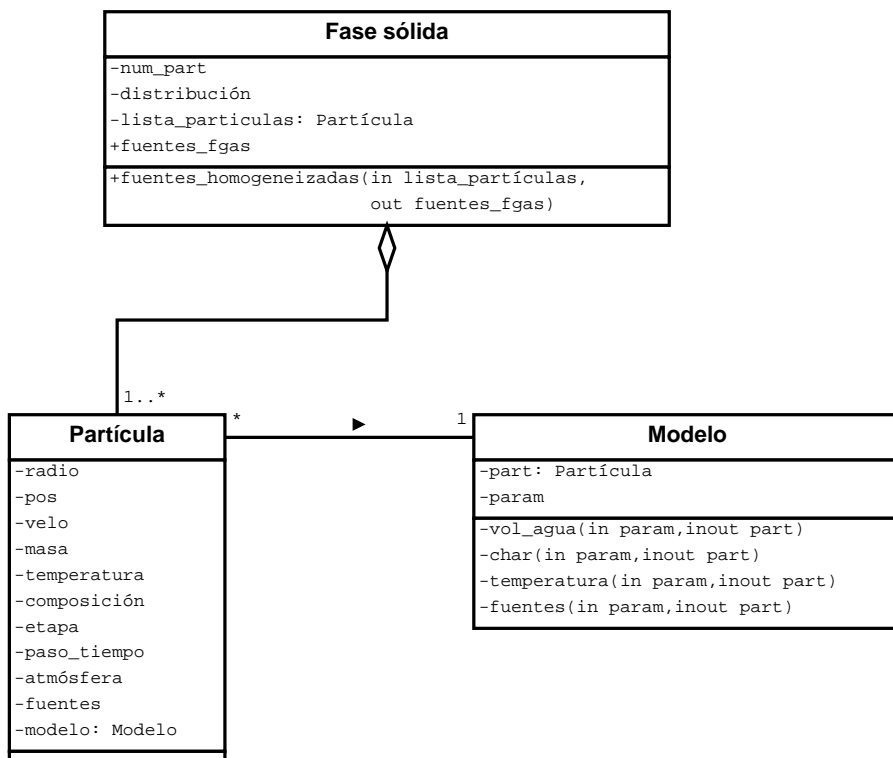 Fase sólida
-num_part
-distribución
-lista_particulas: Partícula
+fuentes_fgas
+fuentes_homogeneizadas(in lista_partículas,
out fuentes_fgas)
1..*
*
1
Partícula
-radio
-pos
-velo
-masa
-temperatura
-composición
-etapa
-paso_tiempo
-atmósfera
-fuentes
-modelo: Modelo
Modelo
-part: Partícula
-param
-vol_agua(in param,inout part)
-char(in param,inout part)
-temperatura(in param,inout part)
-fuentes(in param,inout part)